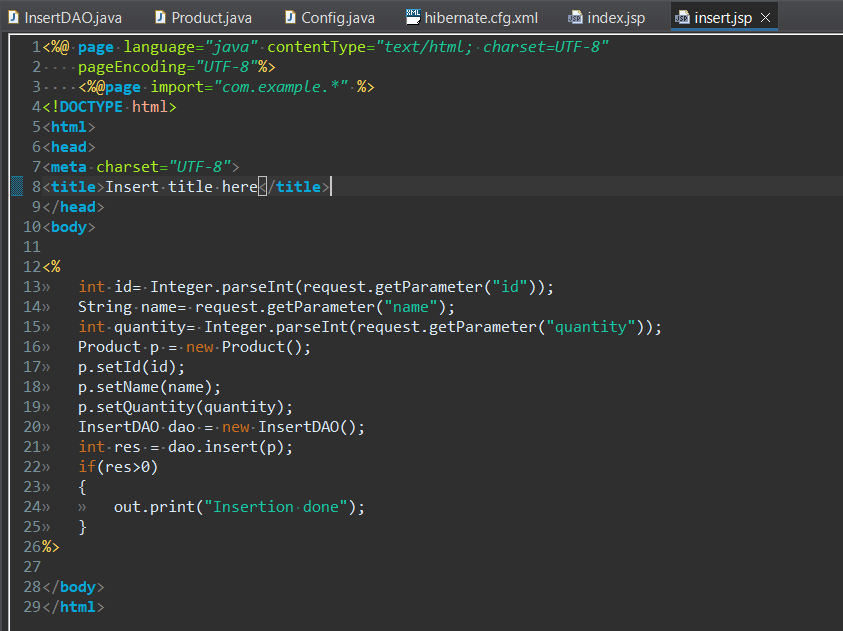 InsertDAO.java Product.java Config.java hibernate.cfg.xml index.jsp insert.jsp
1<%@ page language="java" contentType="text/html; charset=UTF-8"
2 pageEncoding="UTF-8"%>
3 <%@page import="com.example.*" %>
4<!DOCTYPE html>
5<html>
6<head>
7<meta charset="UTF-8">
8<title>Insert title here</title>
9</head>
10<body>
11
12<%
13 int id= Integer.parseInt(request.getParameter("id"));
14 String name= request.getParameter("name");
15 int quantity= Integer.parseInt(request.getParameter("quantity"));
16 Product p = new Product();
17 p.setId(id);
18 p.setName(name);
19 p.setQuantity(quantity);
20 InsertDAO dao = new InsertDAO();
21 int res = dao.insert(p);
22 if(res>0)
23 {
24 out.print("Insertion done");
25 }
26%>
27
28</body>
29</html>